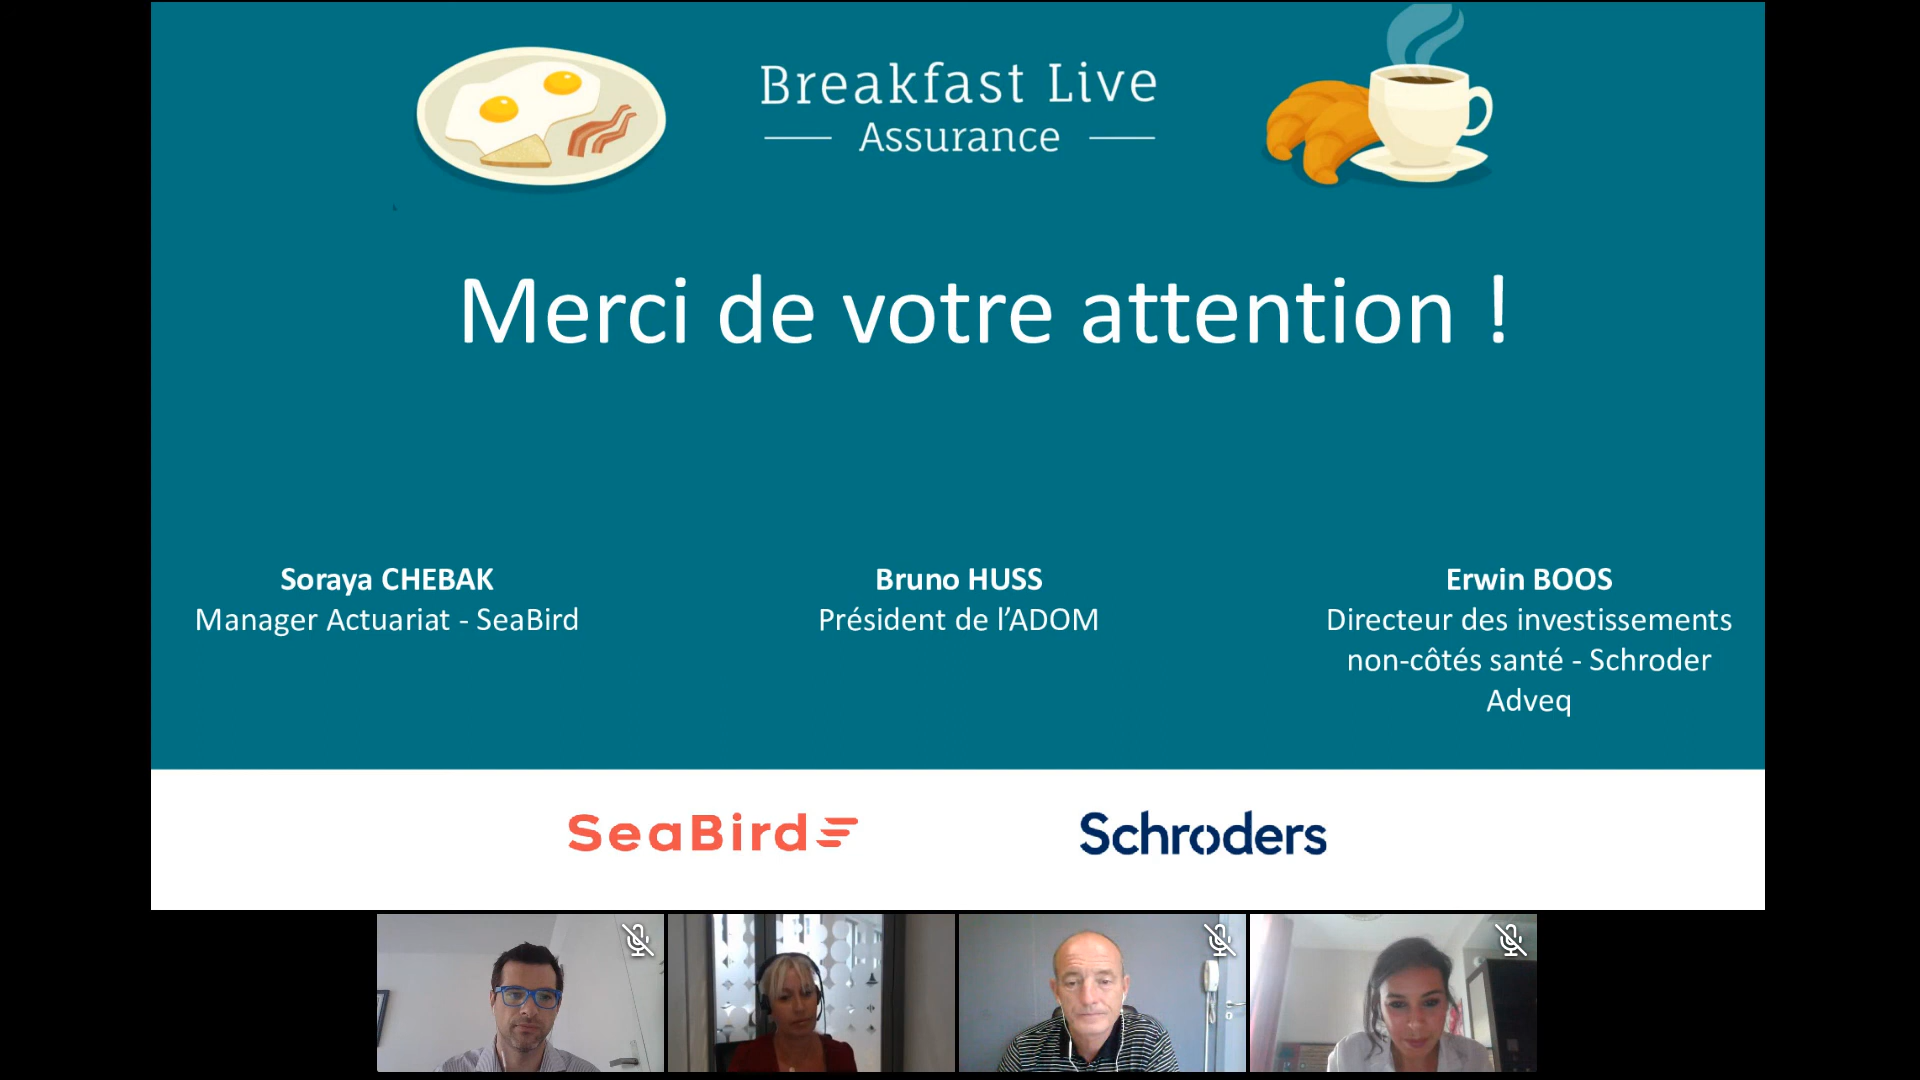 Breakfast Live
Assurance
Merci de votre attention !
Soraya CHEBAK
Manager Actuariat - SeaBird
Bruno HUSS
Président de l’ADOM
Erwin BOOS
Directeur des investissements
non-côtés santé - Schroder
Adveq
SeaBird
Schroders